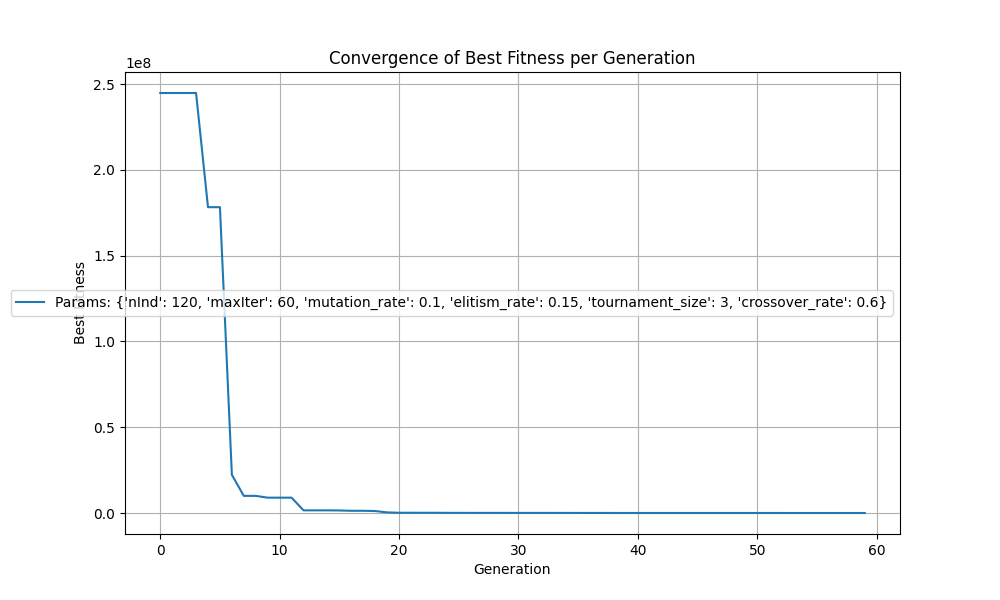 Convergence of Best Fitness per Generation
1e8
2.5
2.0
1.5
1.0
0.5
0.0
Best Fitness
Params: {'nInd': 120, 'maxIter': 60, 'mutation_rate': 0.1, 'elitism_rate': 0.15, 'tournament_size': 3, 'crossover_rate': 0.6}
0 10 20 30 40 50 60
Generation